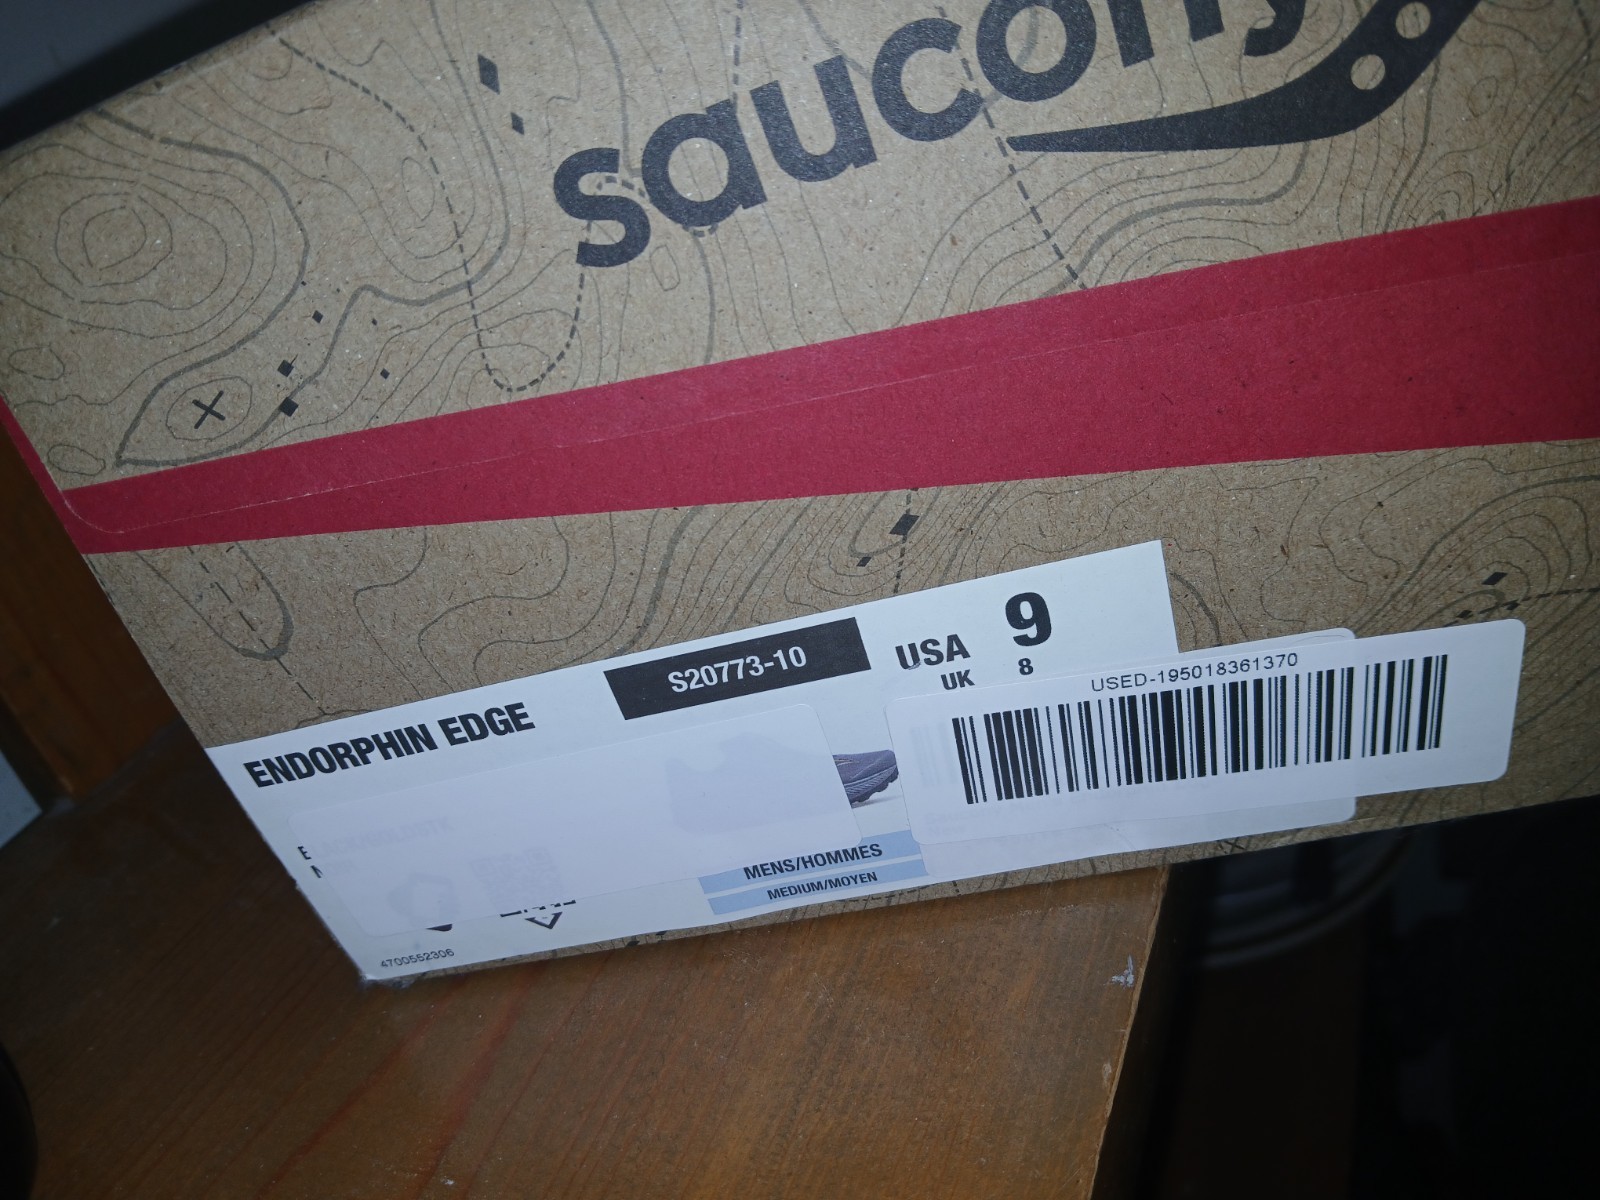 saucony
S20773-10
USA 9
UK 8
ENDORPHIN EDGE
USED-195018361370
MENS/HOMMES
MEDIUM/MOYEN
4700552306